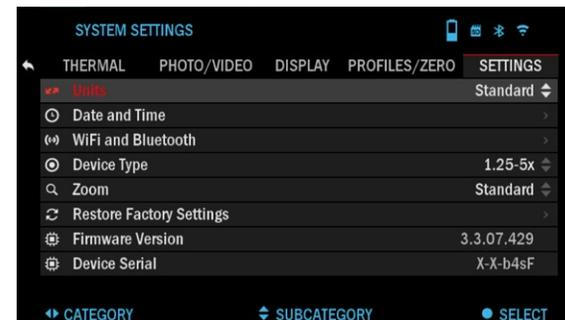 SYSTEM SETTINGS
THERMAL PHOTO/VIDEO DISPLAY PROFILES/ZERO SETTINGS
Units Standard
Date and Time
WiFi and Bluetooth
Device Type 1.25-5x
Zoom Standard
Restore Factory Settings
Firmware Version 3.3.07.429
Device Serial X-X-b4sF
CATEGORY SUBCATEGORY SELECT